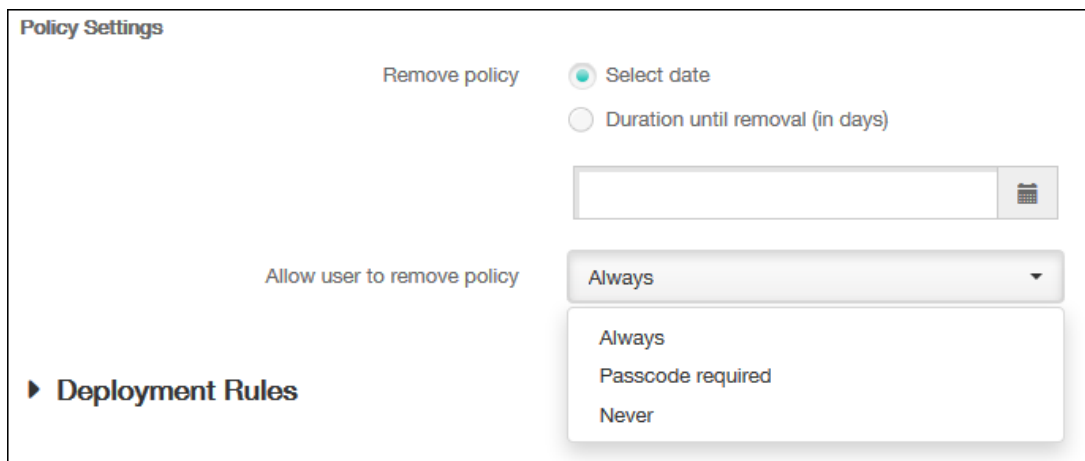 Policy Settings
Remove policy
Select date
Duration until removal (in days)
Allow user to remove policy
Always
Always
Passcode required
Never
Deployment Rules